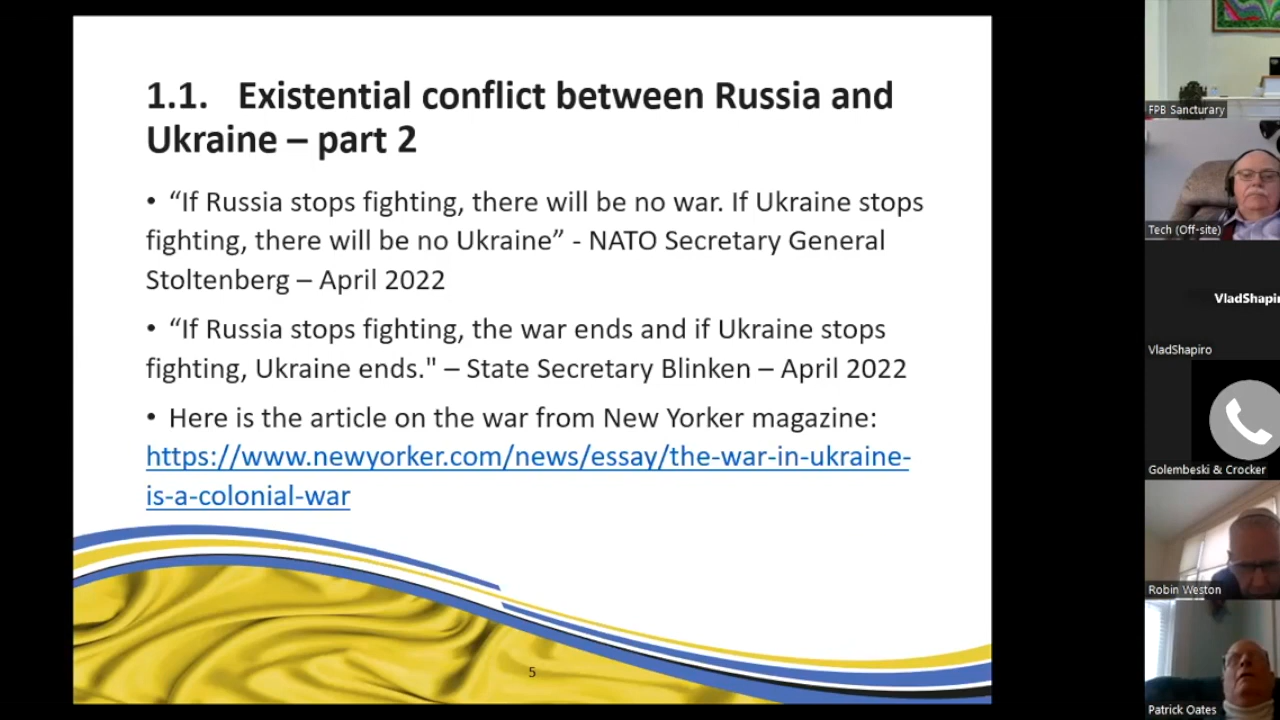 1.1. Existential conflict between Russia and
Ukraine – part 2
• “If Russia stops fighting, there will be no war. If Ukraine stops
fighting, there will be no Ukraine” - NATO Secretary General
Stoltenberg – April 2022
• “If Russia stops fighting, the war ends and if Ukraine stops
fighting, Ukraine ends." – State Secretary Blinken – April 2022
• Here is the article on the war from New Yorker magazine:
https://www.newyorker.com/news/essay/the-war-in-ukraine-
is-a-colonial-war
5
FPB Sancturary
Tech (Off-site)
VladShapir
VladShapiro
Golembeski & Crocker
Robin Weston
Patrick Oates